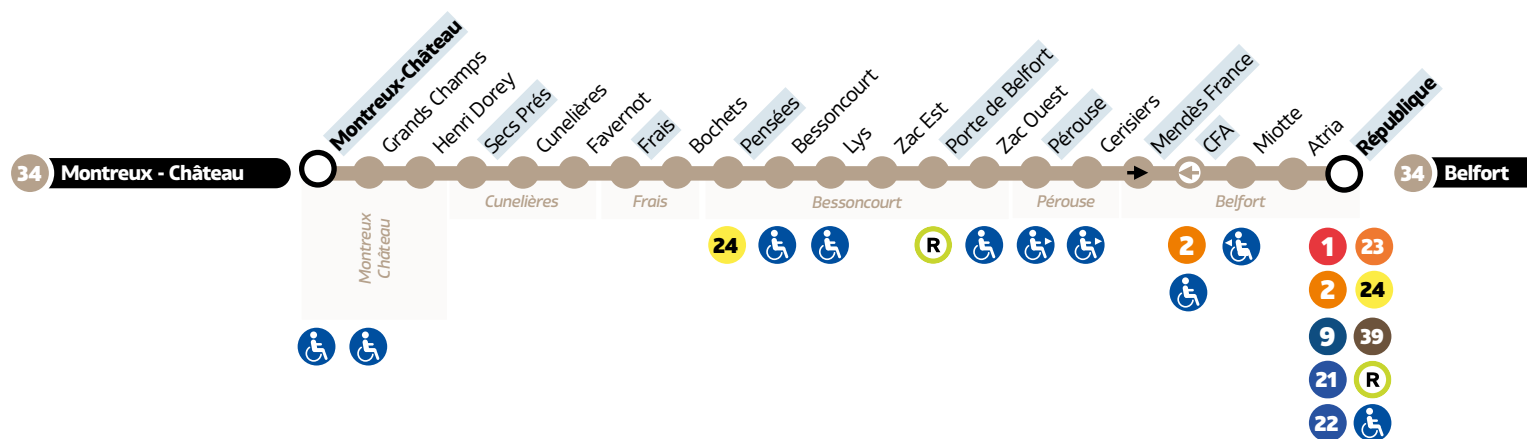 34 Montreux - Château
Montreux-Château
Grands Champs
Henri Dorey
Secs Prés
Cunelières
Favernot
Frais
Bochets
Pensées
Bessoncourt
Lys
Zac Est
Porte de Belfort
Zac Ouest
Pérouse
Cerisiers
Mendès France
CFA
Miotte
Atria
République
34 Belfort
Montreux
Château
Cunelières
Frais
Bessoncourt
Pérouse
Belfort
24
R
2
1 23
2 24
9 39
21 R
22